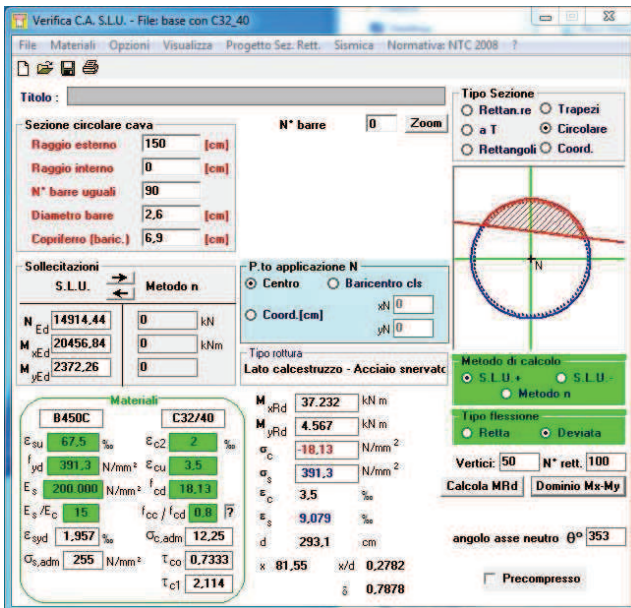 Verifica C.A. S.L.U. - File: base con C32_40
File Materiali Opzioni Visualizza Progetto Sez. Rett. Sismica Normativa: NTC 2008 ?
Titolo :
Tipo Sezione
Rettan.re Trapezi
a T Circolare
Rettangoli Coord.
Sezione circolare cava
Raggio esterno 150 [cm]
Raggio interno 0 [cm]
N° barre uguali 90
Diametro barre 2,6 [cm]
Copriferro (baric.) 6,9 [cm]
N° barre 0 Zoom
N
Sollecitazioni
S.L.U. Metodo n
N Ed 14914,44 0 kN
M xEd 20456,84 0 kNm
M yEd 2372,26 0
P.to applicazione N
Centro Baricentro cls
Coord.[cm] xN 0
yN 0
Tipo rottura
Lato calcestruzzo - Acciaio snervato
Metodo di calcolo
S.L.U.+ S.L.U.-
Metodo n
Tipo flessione
Retta Deviata
Materiali
B450C C32/40
εsu 67,5 ‰ εc2 2 ‰
fyd 391,3 N/mm² εcu 3,5
Es 200.000 N/mm² fcd 18,13
Es/Ec 15 fcc/fcd 0,8 ?
εsyd 1,957 ‰ σc,adm 12,25
σs,adm 255 N/mm² τco 0,7333
τc1 2,114
M xRd 37.232 kN m
M yRd 4.567 kN m
σc -18,13 N/mm²
σs 391,3 N/mm²
εc 3,5 ‰
εs 9,079 ‰
d 293,1 cm
x 81,55 x/d 0,2782
δ 0,7878
Vertici: 50 N° rett. 100
Calcola MRd Dominio Mx-My
angolo asse neutro θ° 353
Precompresso